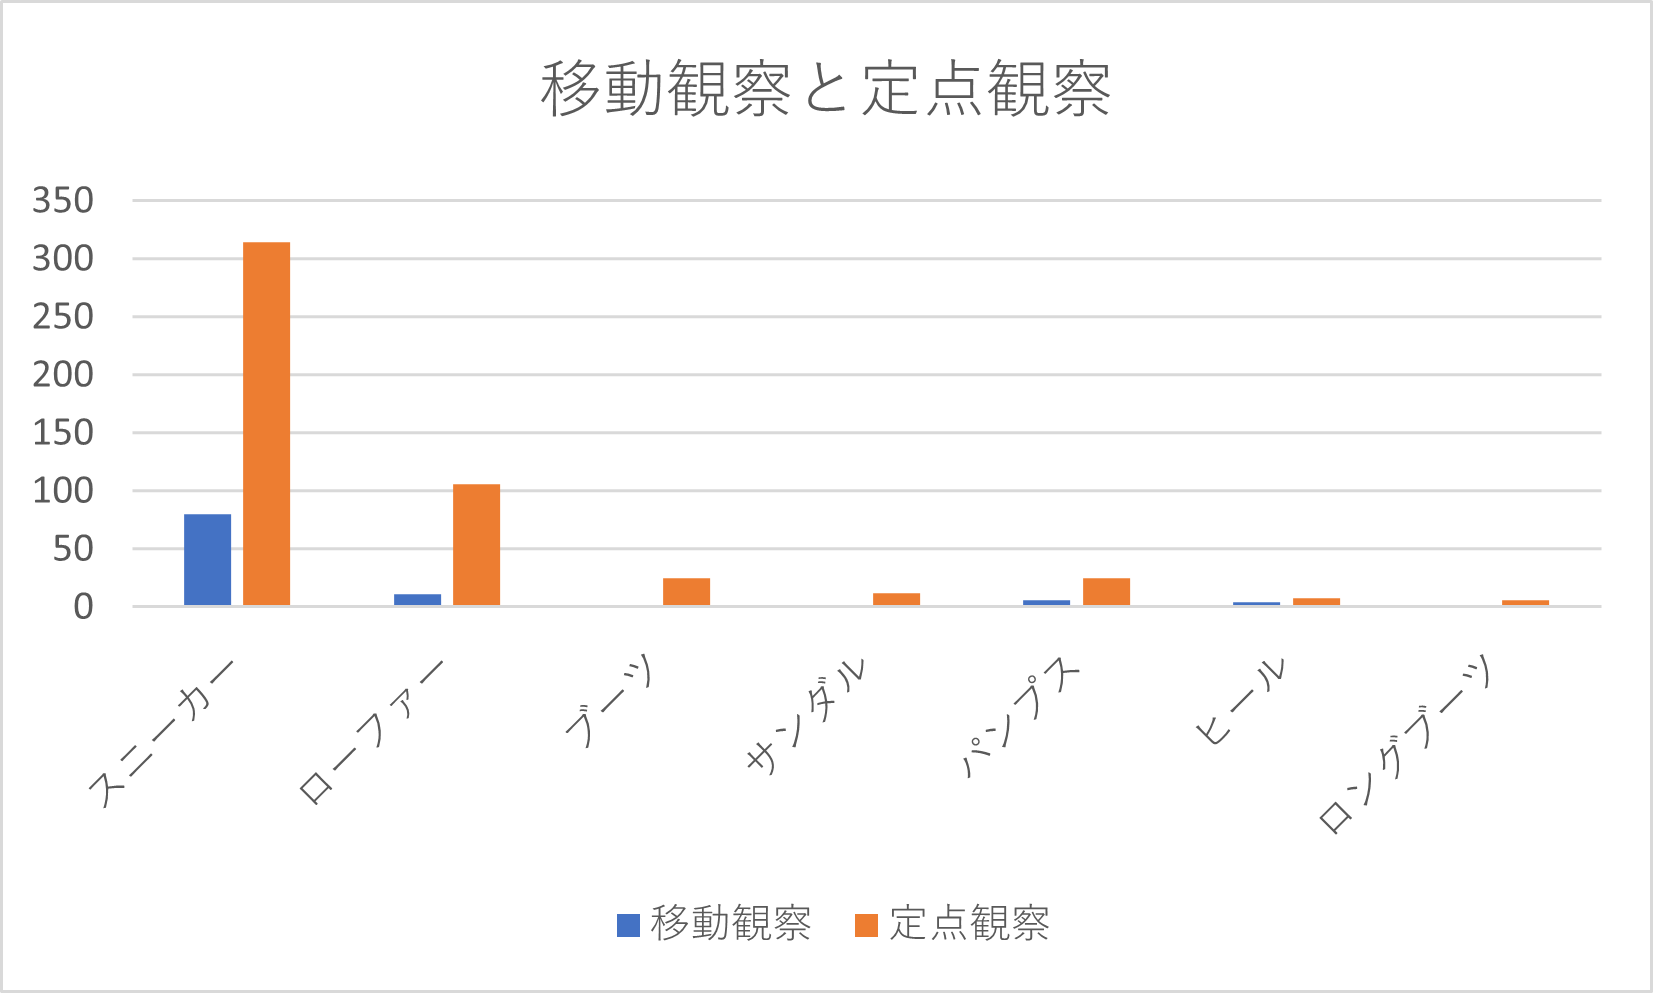 移動観察と定点観察
350
300
250
200
150
100
50
0
スニーカー
ローファー
ブーツ
サンダル
パンプス
ヒール
ロングブーツ
移動観察 定点観察